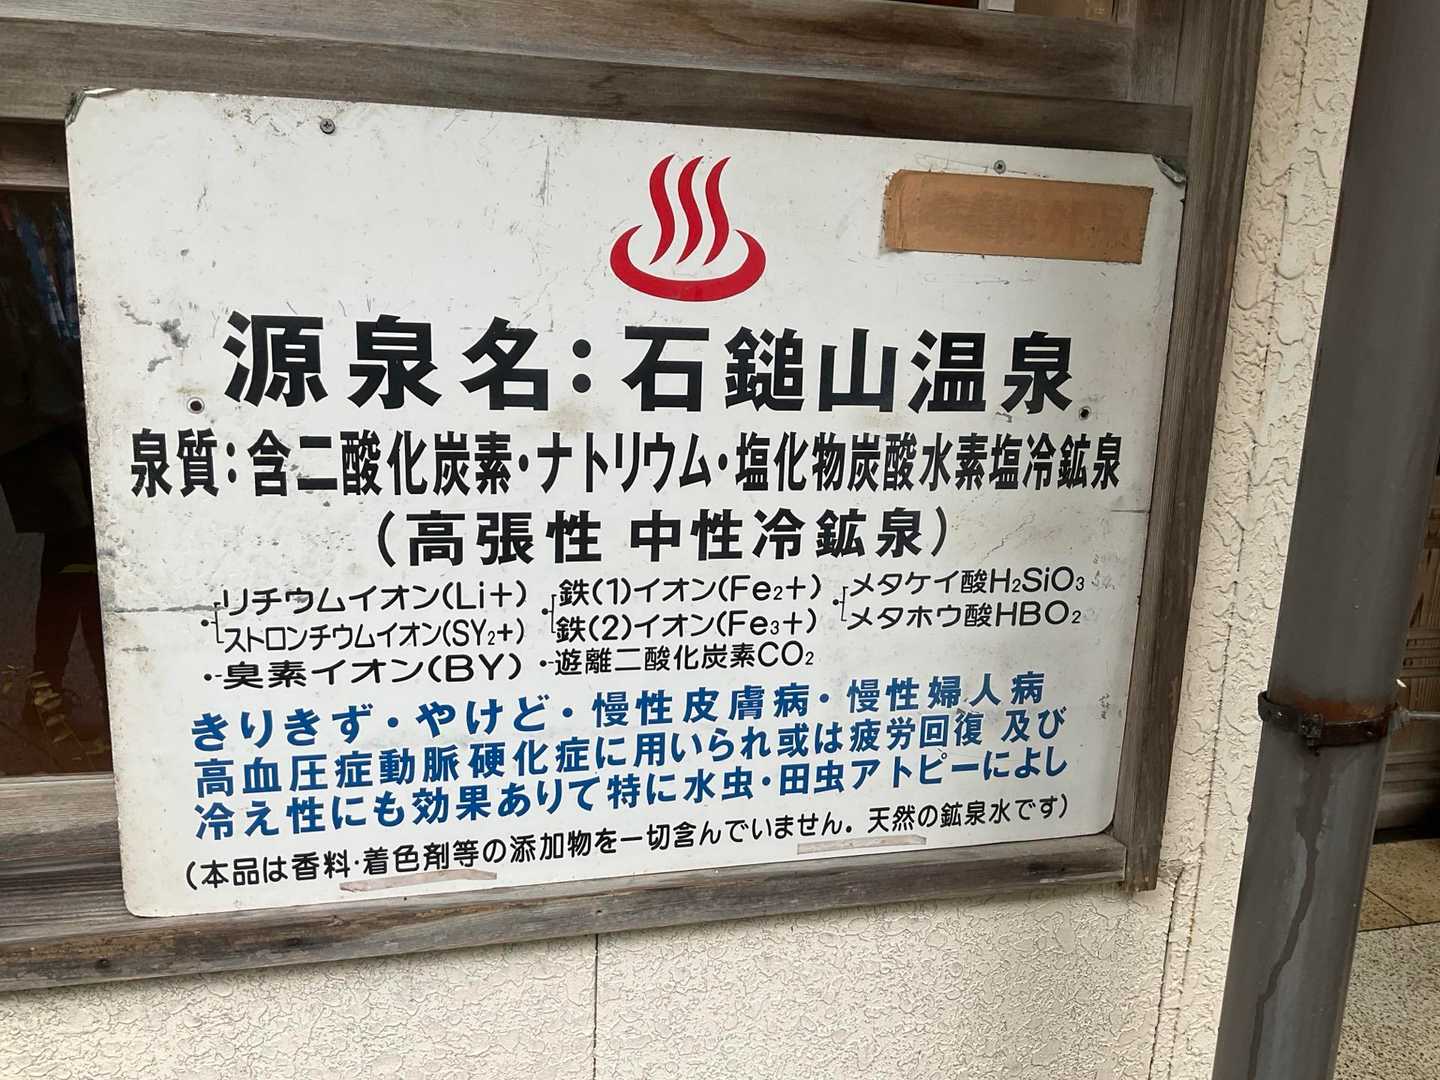 源泉名：石鎚山温泉
泉質：含二酸化炭素・ナトリウム・塩化物炭酸水素塩冷鉱泉
（高張性 中性冷鉱泉）
・リチウムイオン(Li+)
ストロンチウムイオン(SY₂+)
・臭素イオン(BY)
・鉄(1)イオン(Fe₂+)
鉄(2)イオン(Fe₃+)
・遊離二酸化炭素CO₂
・メタケイ酸H₂SiO₃
メタホウ酸HBO₂
きりきず・やけど・慢性皮膚病・慢性婦人病
高血圧症動脈硬化症に用いられ或は疲労回復 及び
冷え性にも効果ありて特に水虫・田虫アトピーによし
（本品は香料・着色剤等の添加物を一切含んでいません。天然の鉱泉水です）